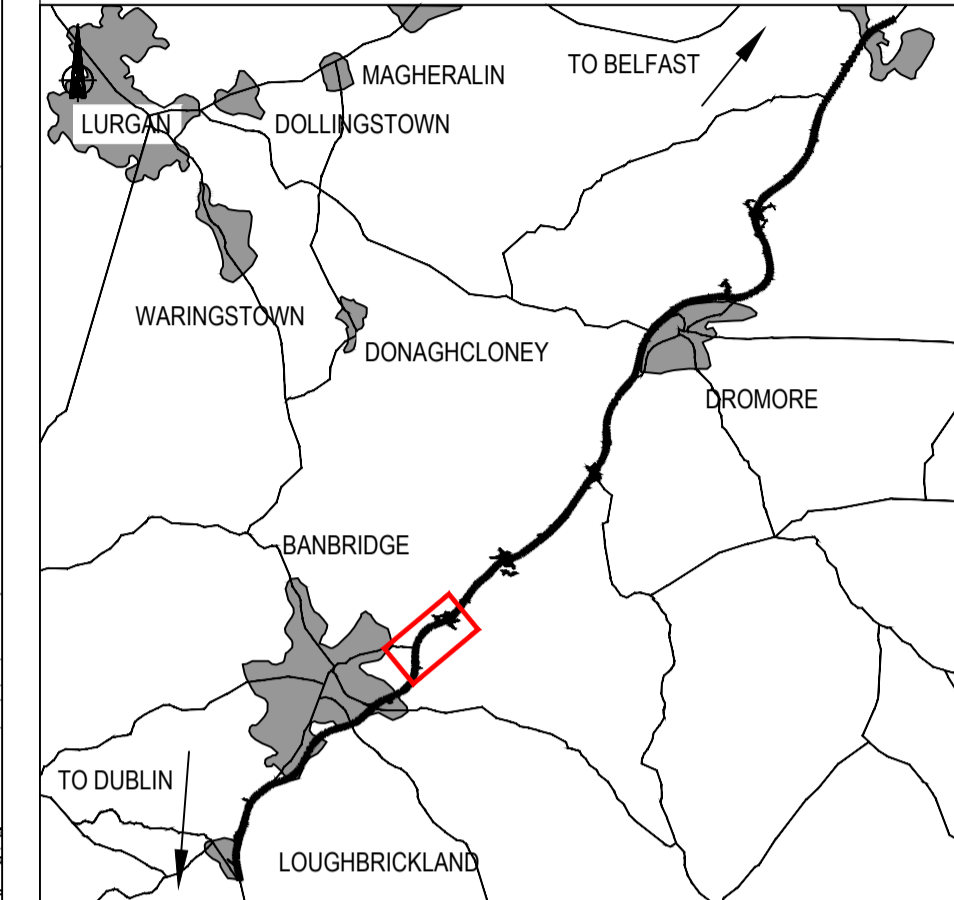 TO BELFAST
MAGHERALIN
LURGAN
DOLLINGSTOWN
WARINGSTOWN
DONAGHCLONEY
DROMORE
BANBRIDGE
TO DUBLIN
LOUGHBRICKLAND